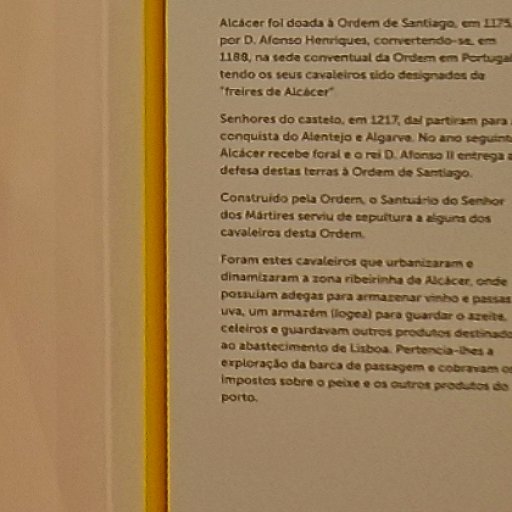 Alcácer foi doada à Ordem de Santiago, em 1175,
por D. Afonso Henriques, convertendo-se, em
1188, na sede conventual da Ordem em Portugal
tendo os seus cavaleiros sido designados de
"freires de Alcácer".
Senhores do castelo, em 1217, daí partiram para
conquista do Alentejo e Algarve. No ano seguint
Alcácer recebe foral e o rei D. Afonso II entrega a
defesa destas terras à Ordem de Santiago.
Construído pela Ordem, o Santuário do Senhor
dos Mártires serviu de sepultura a alguns dos
cavaleiros desta Ordem.
Foram estes cavaleiros que urbanizaram e
dinamizaram a zona ribeirinha de Alcácer, onde
possuíam adegas para armazenar vinho e passas
uva, um armazém (logea) para guardar o azeite,
celeiros e guardavam outros produtos destinado
ao abastecimento de Lisboa. Pertencia-lhes a
exploração da barca de passagem e cobravam os
impostos sobre o peixe e os outros produtos do
porto.